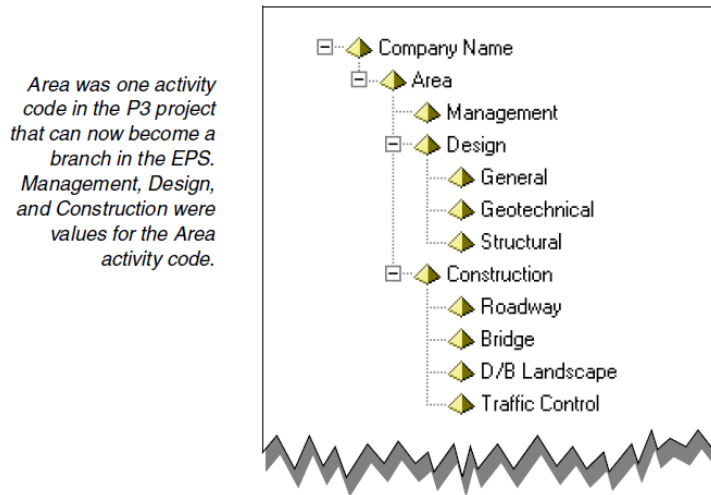 Area was one activity
code in the P3 project
that can now become a
branch in the EPS.
Management, Design,
and Construction were
values for the Area
activity code.
Company Name
Area
Management
Design
General
Geotechnical
Structural
Construction
Roadway
Bridge
D/B Landscape
Traffic Control